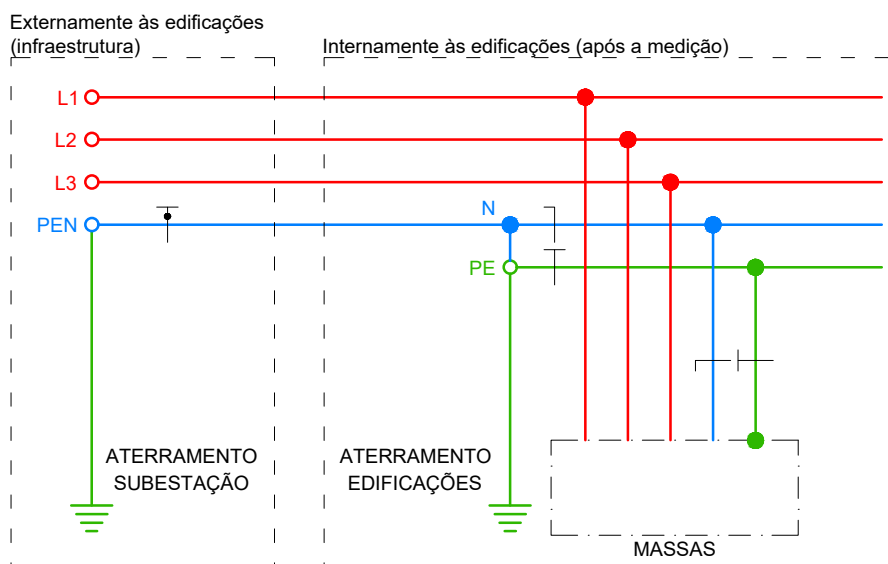 Externamente às edificações
(infraestrutura)
Internamente às edificações (após a medição)
L1
L2
L3
PEN
N
PE
ATERRAMENTO
SUBESTAÇÃO
ATERRAMENTO
EDIFICAÇÕES
MASSAS